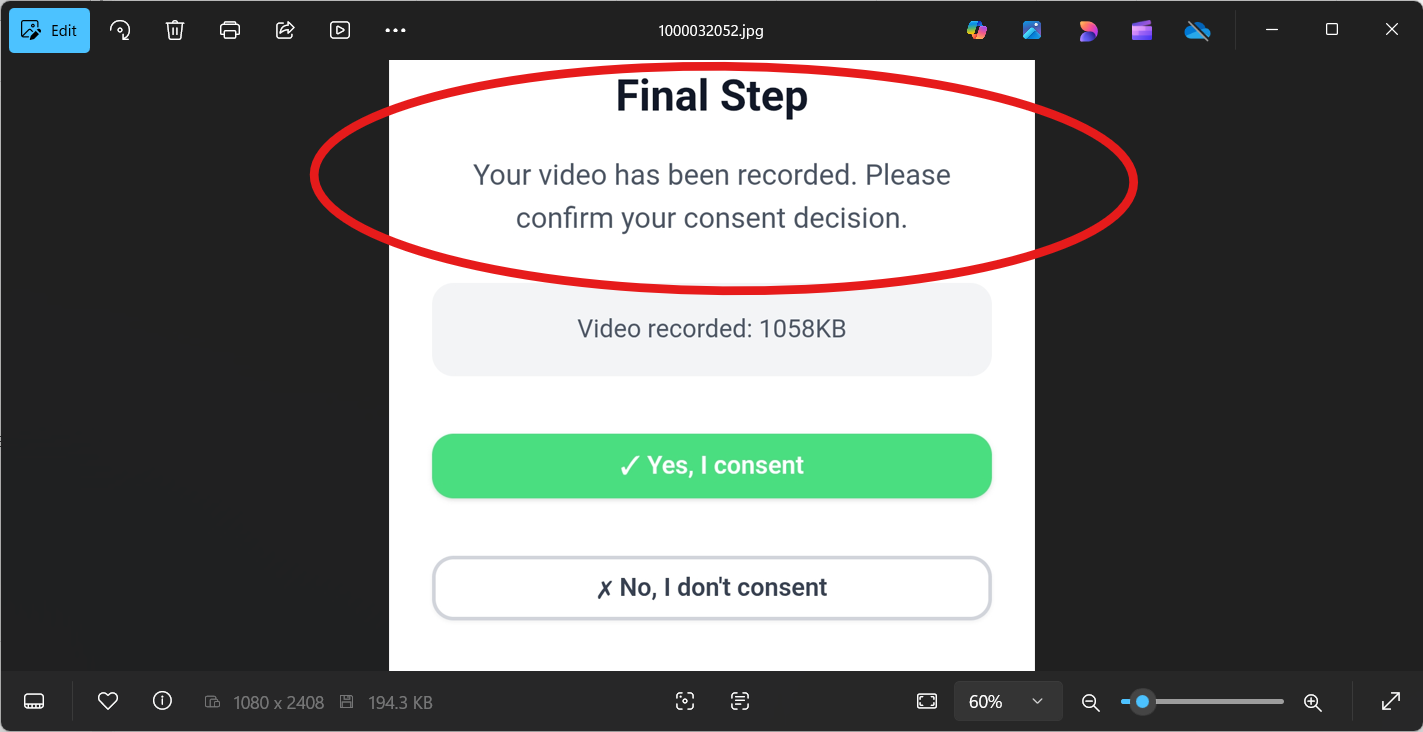 Edit
1000032052.jpg
Final Step
Your video has been recorded. Please
confirm your consent decision.
Video recorded: 1058KB
✓ Yes, I consent
✗ No, I don't consent
1080 x 2408
194.3 KB
60%